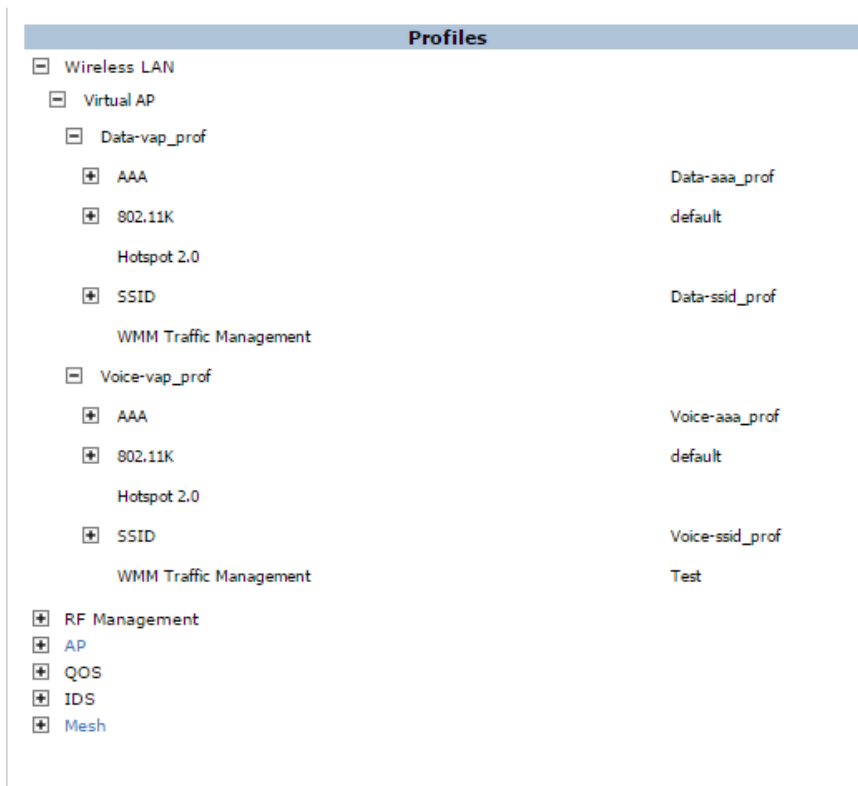 Profiles
Wireless LAN
Virtual AP
Data-vap_prof
AAA Data-aaa_prof
802.11K default
Hotspot 2.0
SSID Data-ssid_prof
WMM Traffic Management
Voice-vap_prof
AAA Voice-aaa_prof
802.11K default
Hotspot 2.0
SSID Voice-ssid_prof
WMM Traffic Management Test
RF Management
AP
QOS
IDS
Mesh